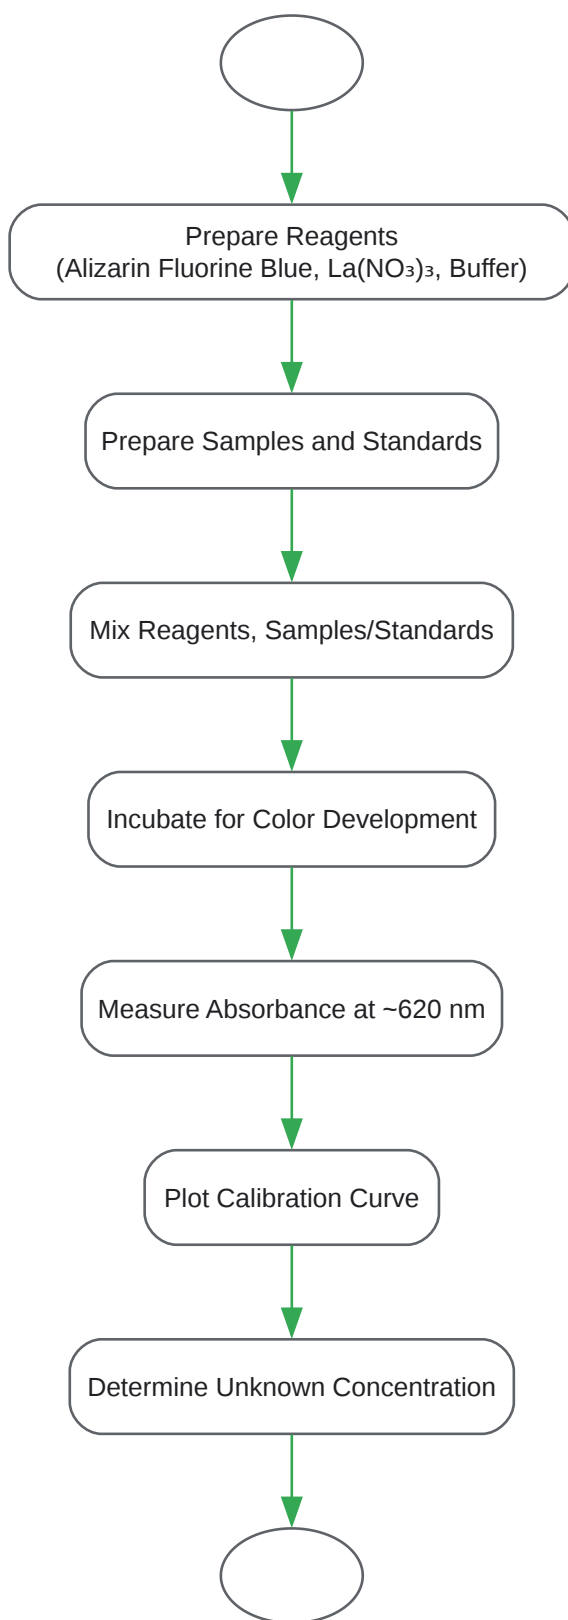 Prepare Reagents
(Alizarin Fluorine Blue, La(NO₃)₃, Buffer)
Prepare Samples and Standards
Mix Reagents, Samples/Standards
Incubate for Color Development
Measure Absorbance at ~620 nm
Plot Calibration Curve
Determine Unknown Concentration